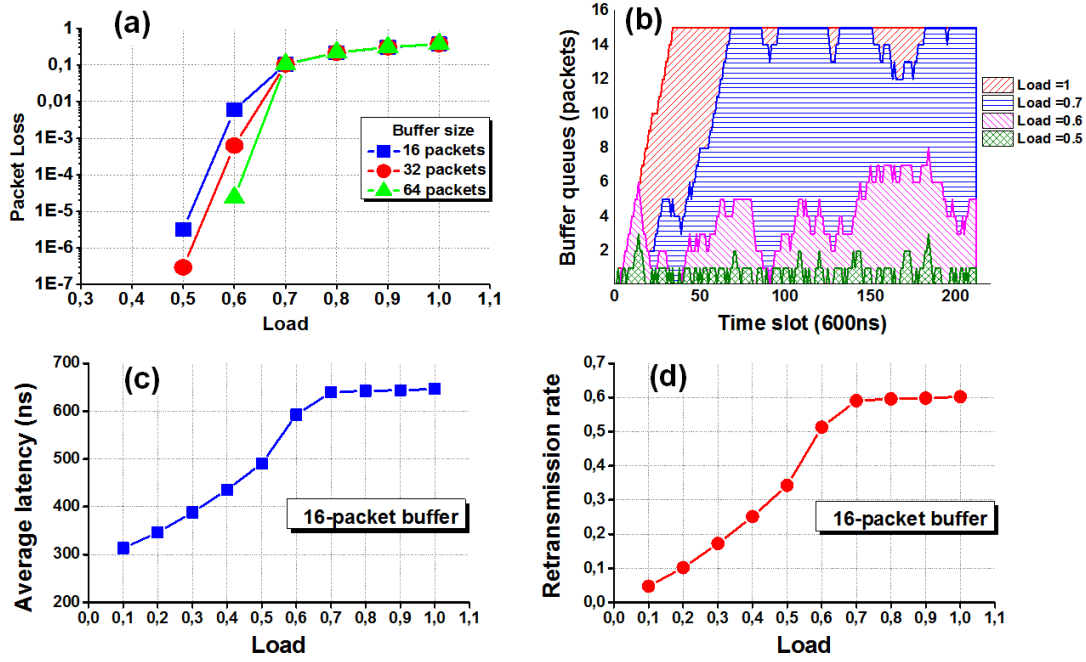 (a)
1
0,1
0,01
1E-3
1E-4
1E-5
1E-6
1E-7
Packet Loss
Buffer size
16 packets
32 packets
64 packets
0,3 0,4 0,5 0,6 0,7 0,8 0,9 1,0 1,1
Load
(b)
16
14
12
10
8
6
4
2
Buffer queues (packets)
Load =1
Load =0.7
Load =0.6
Load =0.5
0 50 100 150 200
Time slot (600ns)
(c)
700
600
500
400
300
200
Average latency (ns)
16-packet buffer
0,0 0,1 0,2 0,3 0,4 0,5 0,6 0,7 0,8 0,9 1,0 1,1
Load
(d)
0,7
0,6
0,5
0,4
0,3
0,2
0,1
0,0
Retransmission rate
16-packet buffer
0,0 0,1 0,2 0,3 0,4 0,5 0,6 0,7 0,8 0,9 1,0 1,1
Load